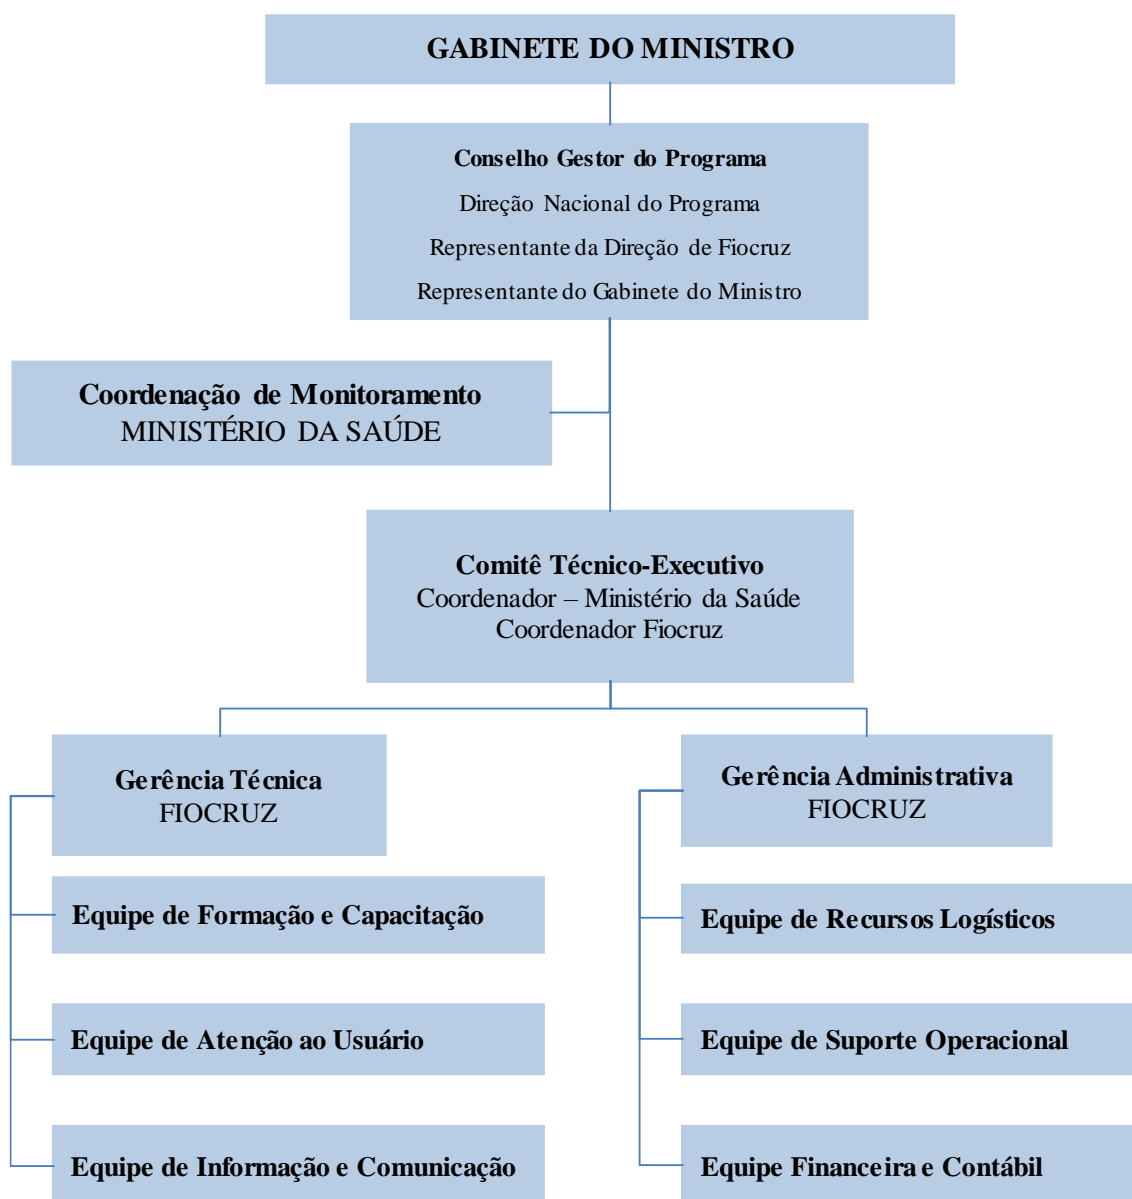 GABINETE DO MINISTRO
Conselho Gestor do Programa
Direção Nacional do Programa
Representante da Direção de Fiocruz
Representante do Gabinete do Ministro
Coordenação de Monitoramento
MINISTÉRIO DA SAÚDE
Comitê Técnico-Executivo
Coordenador – Ministério da Saúde
Coordenador Fiocruz
Gerência Técnica
FIOCRUZ
Equipe de Formação e Capacitação
Equipe de Atenção ao Usuário
Equipe de Informação e Comunicação
Gerência Administrativa
FIOCRUZ
Equipe de Recursos Logísticos
Equipe de Suporte Operacional
Equipe Financeira e Contábil